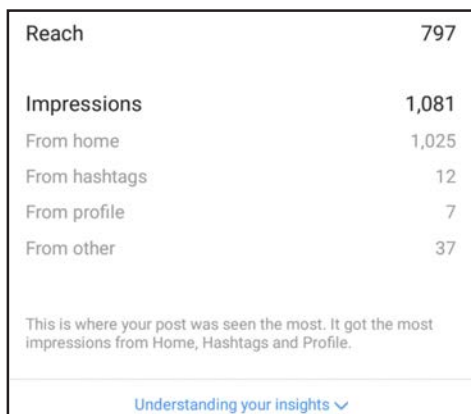 Reach 797
Impressions 1,081
From home 1,025
From hashtags 12
From profile 7
From other 37
This is where your post was seen the most. It got the most
impressions from Home, Hashtags and Profile.
Understanding your insights